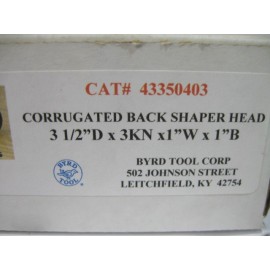 CAT# 43350403
CORRUGATED BACK SHAPER HEAD
3 1/2”D x 3KN x1”W x 1”B
BYRD TOOL CORP
502 JOHNSON STREET
LEITCHFIELD, KY 42754
BYRD
TOOL